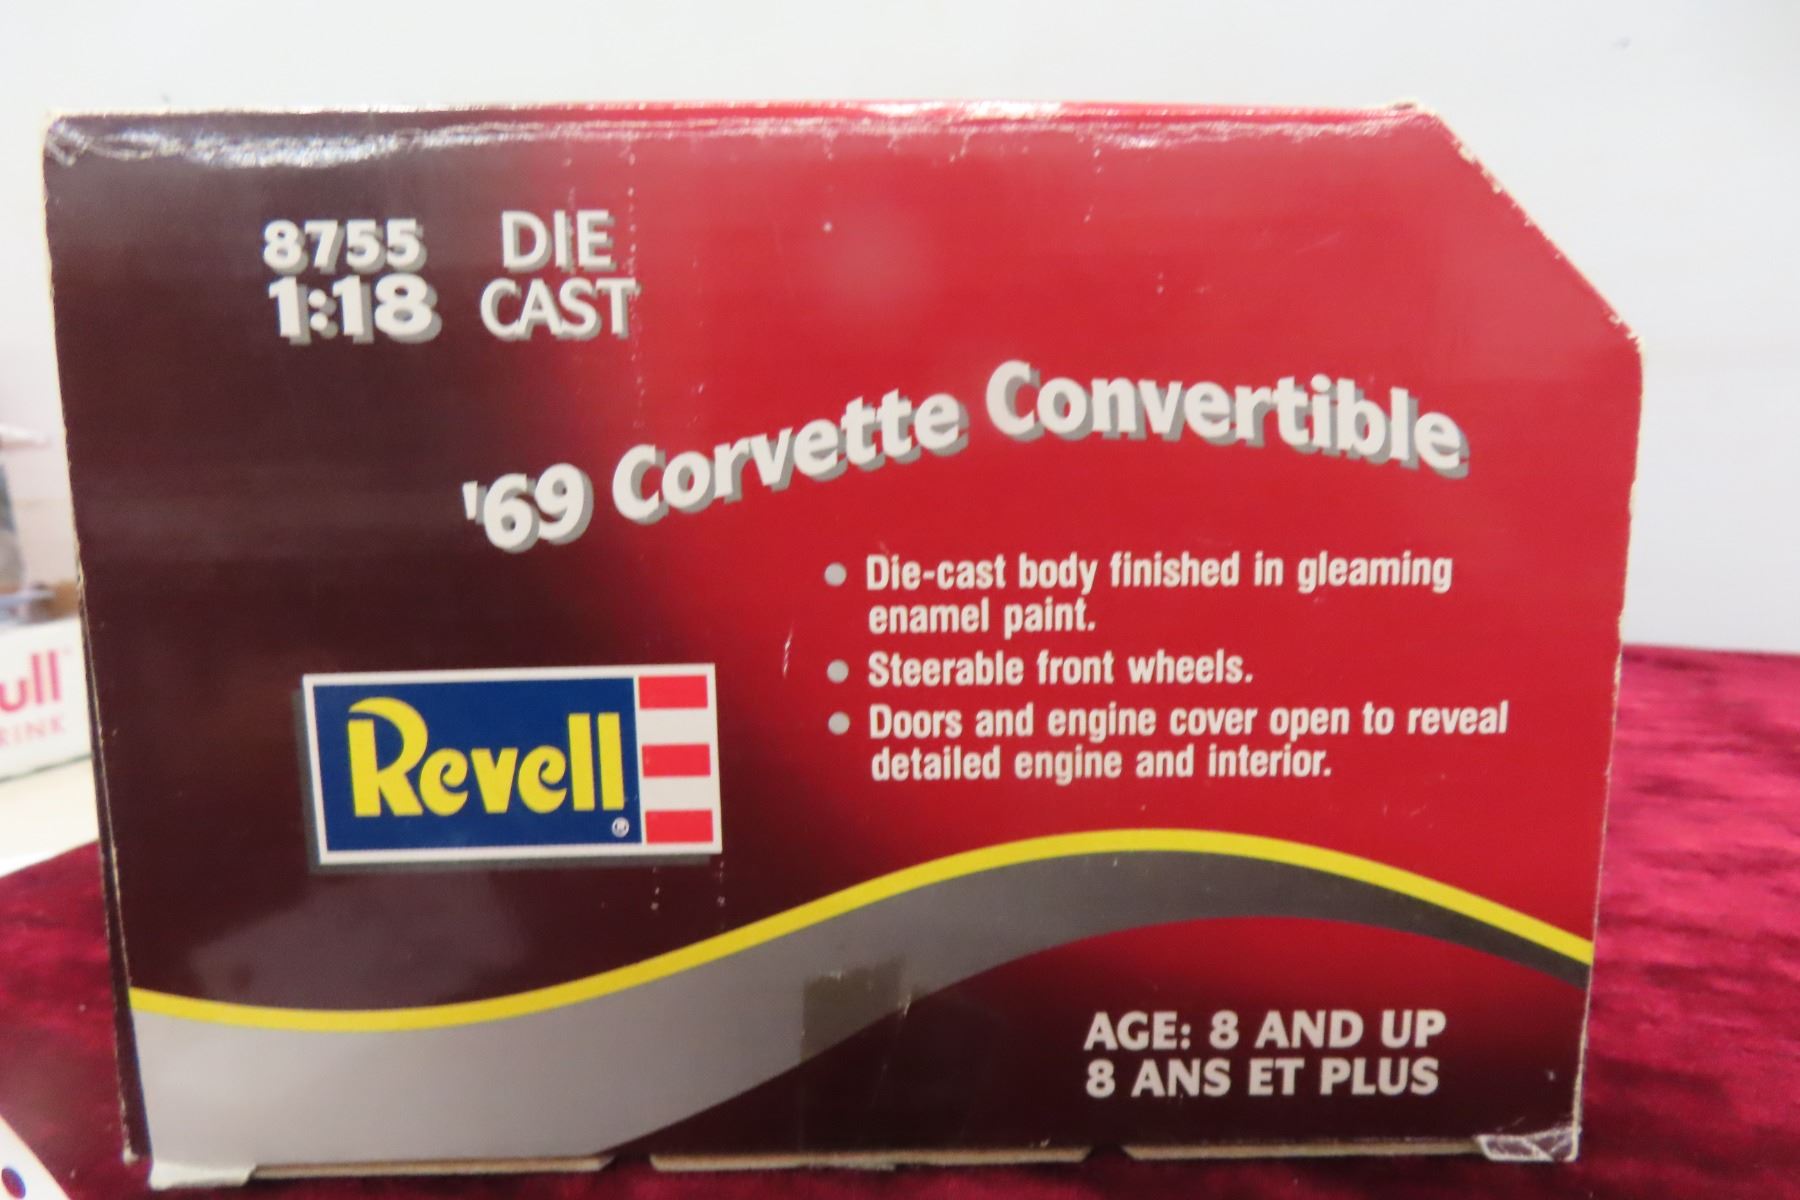 8755 DIE
1:18 CAST
'69 Corvette Convertible
• Die-cast body finished in gleaming
enamel paint.
• Steerable front wheels.
• Doors and engine cover open to reveal
detailed engine and interior.
Revell®
AGE: 8 AND UP
8 ANS ET PLUS